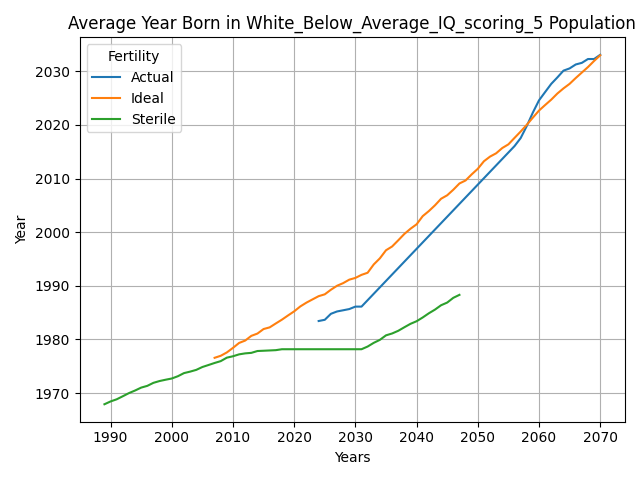 Average Year Born in White_Below_Average_IQ_scoring_5 Population
Fertility
Actual
Ideal
Sterile
Year
2030
2020
2010
2000
1990
1980
1970
1990 2000 2010 2020 2030 2040 2050 2060 2070
Years